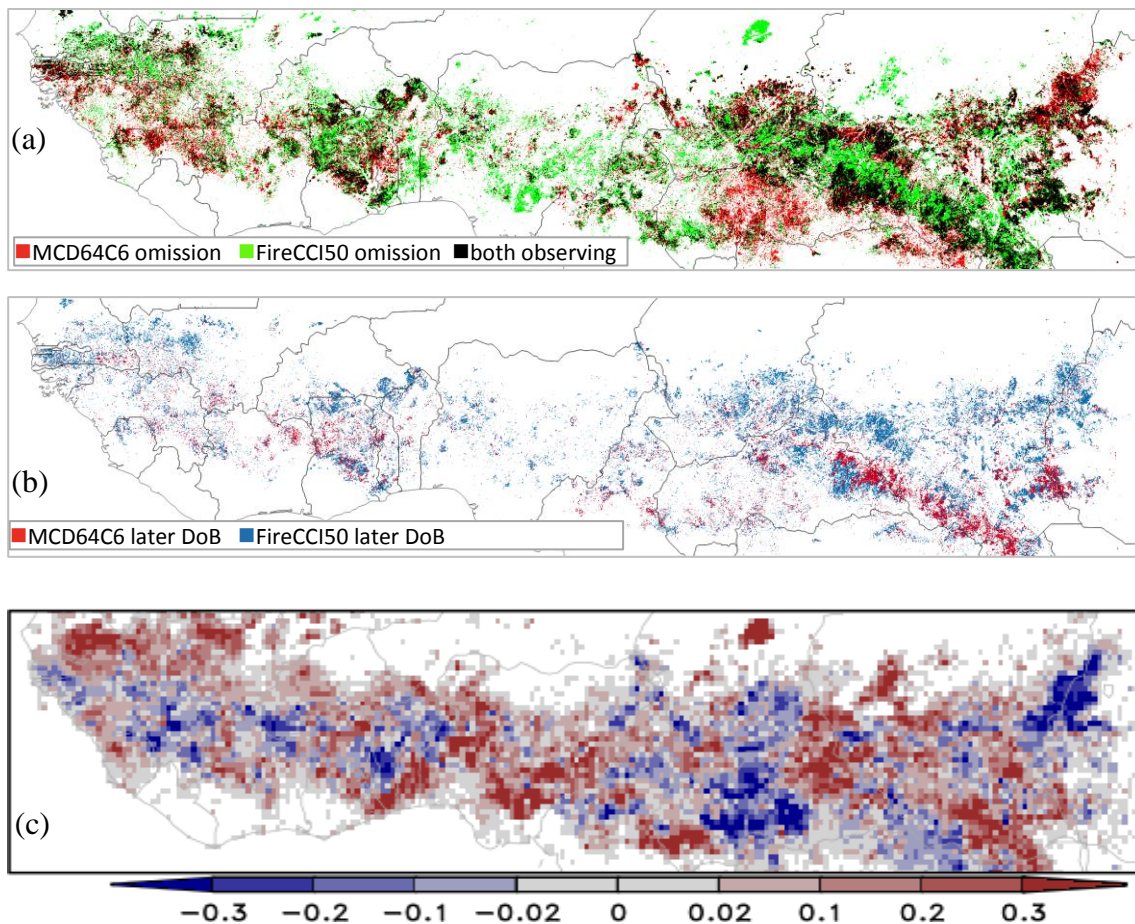 (a)
MCD64C6 omission FireCCI50 omission both observing
(b)
MCD64C6 later DoB FireCCI50 later DoB
(c)
−0.3 −0.2 −0.1 −0.02 0 0.02 0.1 0.2 0.3